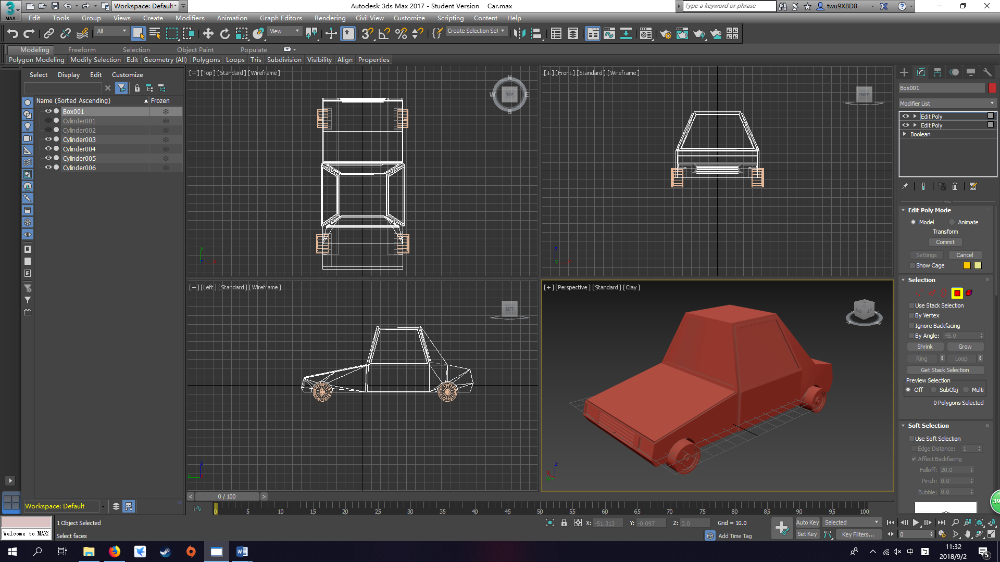 Workspace: Default
Autodesk 3ds Max 2017 - Student Version Car.max
Type a keyword or phrase
twu9X8D8
MAX
Edit Tools Group Views Create Modifiers Animation Graph Editors Rendering Civil View Customize Scripting Content Help
All
View
Create Selection Set
Modeling Freeform Selection Object Paint Populate
Polygon Modeling Modify Selection Edit Geometry (All) Polygons Loops Tris Subdivision Visibility Align Properties
Select Display Edit Customize
Name (Sorted Ascending) Frozen
Box001
Cylinder001
Cylinder002
Cylinder003
Cylinder004
Cylinder005
Cylinder006
Workspace: Default
[+] [Top] [Standard] [Wireframe]
N
W TOP E
S
[+] [Front] [Standard] [Wireframe]
FRONT
[+] [Left] [Standard] [Wireframe]
LEFT
[+] [Perspective] [Standard] [Clay]
Box001
Modifier List
Edit Poly
Edit Poly
Boolean
Edit Poly Mode
Model Animate
Transform
Commit
Settings Cancel
Show Cage
Selection
Use Stack Selection
By Vertex
Ignore Backfacing
By Angle: 45.0
Shrink Grow
Ring Loop
Get Stack Selection
Preview Selection
Off SubObj Multi
0 Polygons Selected
Soft Selection
Use Soft Selection
Edge Distance: 1
Affect Backfacing
Falloff: 20.0
Pinch: 0.0
Bubble: 0.0
39
< 0 / 100 >
0 5 10 15 20 25 30 35 40 45 50 55 60 65 70 75 80 85 90 95 100
Welcome to MAX
1 Object Selected
Select faces
X: -51.313 Y: -0.097 Z: 0.0 Grid = 10.0
Add Time Tag
Auto Key Selected
Set Key Key Filters...
0
中
11:32
2018/9/2
5